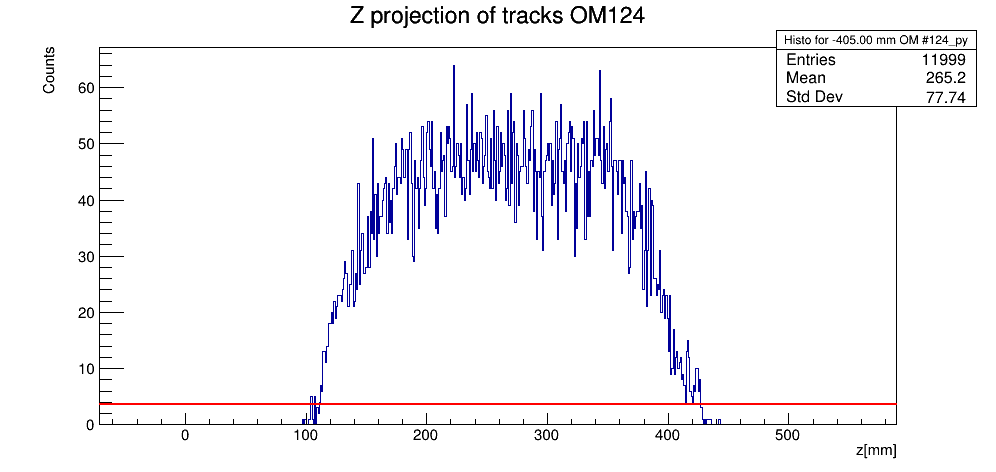 Z projection of tracks OM124
Histo for -405.00 mm OM #124_py
Entries 11999
Mean 265.2
Std Dev 77.74
Counts
60
50
40
30
20
10
0
0 100 200 300 400 500
z[mm]